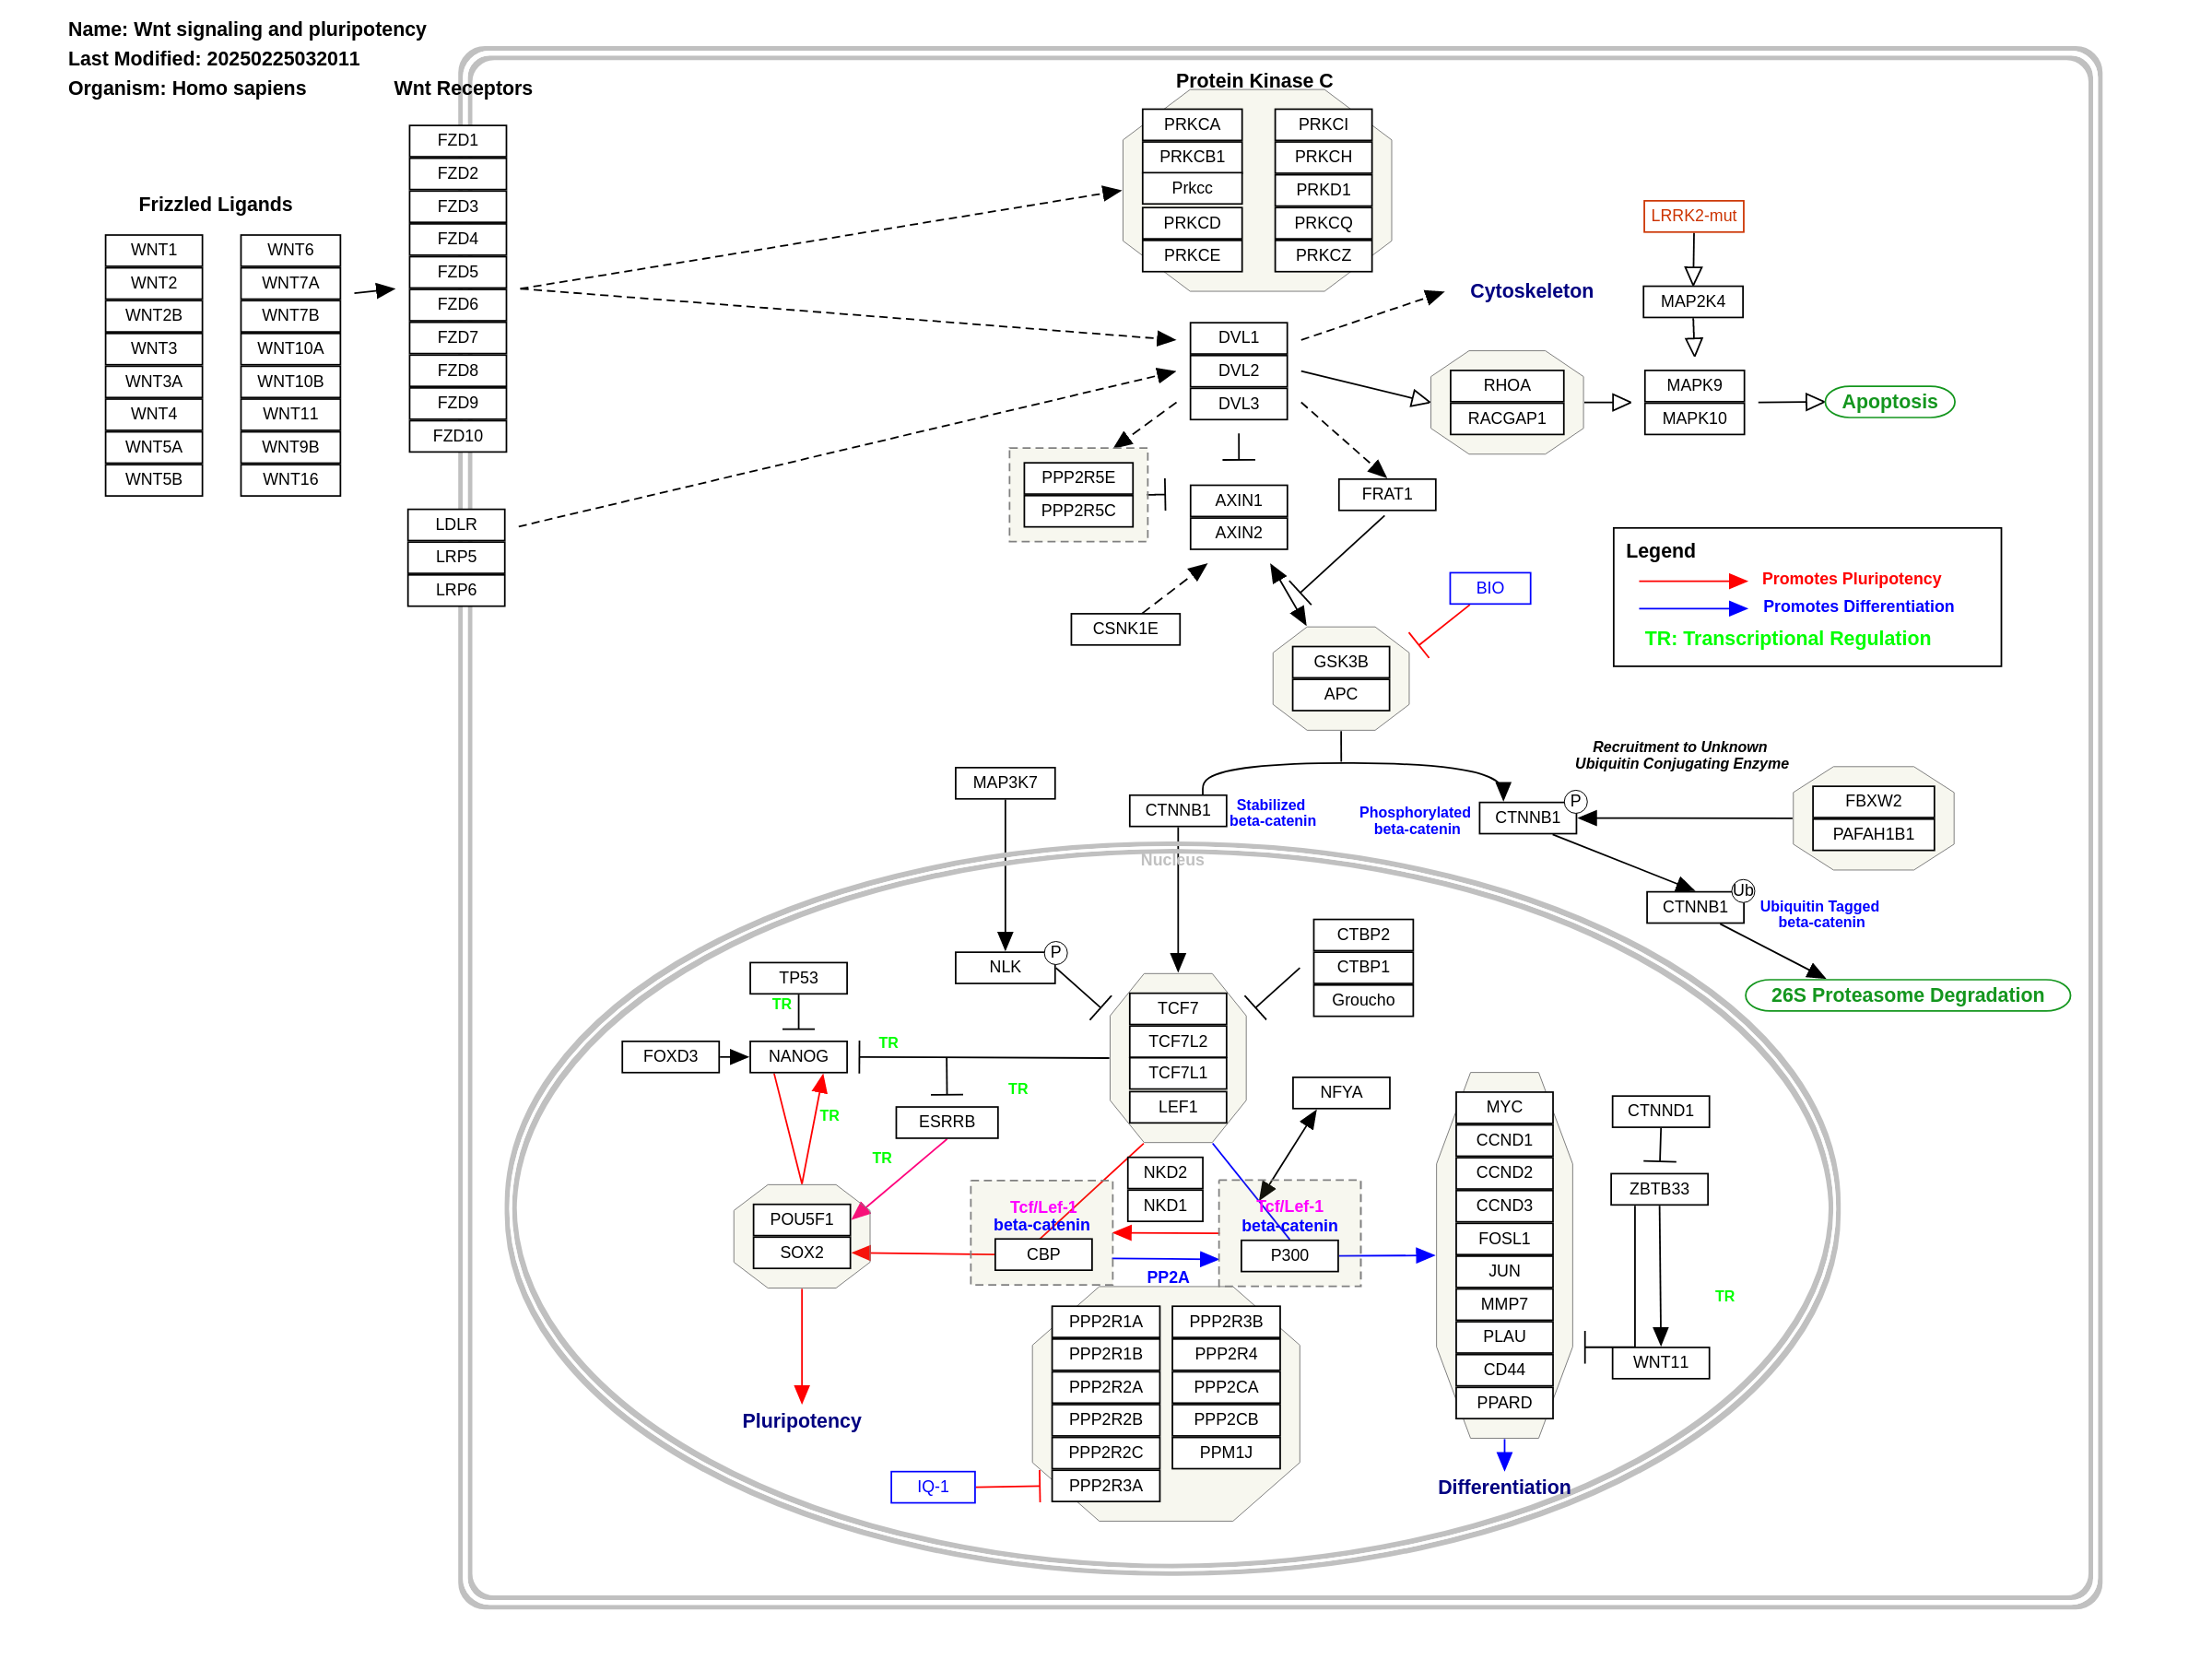 Name: Wnt signaling and pluripotency
Last Modified: 20250225032011
Organism: Homo sapiens
Wnt Receptors
FZD1
FZD2
FZD3
FZD4
FZD5
FZD6
FZD7
FZD8
FZD9
FZD10
LDLR
LRP5
LRP6
Frizzled Ligands
WNT1
WNT2
WNT2B
WNT3
WNT3A
WNT4
WNT5A
WNT5B
WNT6
WNT7A
WNT7B
WNT10A
WNT10B
WNT11
WNT9B
WNT16
Protein Kinase C
PRKCA
PRKCB1
Prkcc
PRKCD
PRKCE
PRKCI
PRKCH
PRKD1
PRKCQ
PRKCZ
Cytoskeleton
LRRK2-mut
MAP2K4
MAPK9
MAPK10
Apoptosis
RHOA
RACGAP1
DVL1
DVL2
DVL3
PPP2R5E
PPP2R5C
AXIN1
AXIN2
FRAT1
CSNK1E
BIO
GSK3B
APC
Legend
Promotes Pluripotency
Promotes Differentiation
TR: Transcriptional Regulation
Recruitment to Unknown
Ubiquitin Conjugating Enzyme
MAP3K7
CTNNB1
Stabilized
beta-catenin
Phosphorylated
beta-catenin
CTNNB1
P
FBXW2
PAFAH1B1
Nucleus
CTNNB1
Ub
Ubiquitin Tagged
beta-catenin
26S Proteasome Degradation
NLK
P
CTBP2
CTBP1
Groucho
TP53
TR
FOXD3
NANOG
TR
TR
TR
TR
ESRRB
TCF7
TCF7L2
TCF7L1
LEF1
NFYA
NKD2
NKD1
POU5F1
SOX2
Tcf/Lef-1
beta-catenin
CBP
Tcf/Lef-1
beta-catenin
P300
PP2A
PPP2R1A
PPP2R1B
PPP2R2A
PPP2R2B
PPP2R2C
PPP2R3A
PPP2R3B
PPP2R4
PPP2CA
PPP2CB
PPM1J
IQ-1
Pluripotency
MYC
CCND1
CCND2
CCND3
FOSL1
JUN
MMP7
PLAU
CD44
PPARD
Differentiation
CTNND1
ZBTB33
TR
WNT11